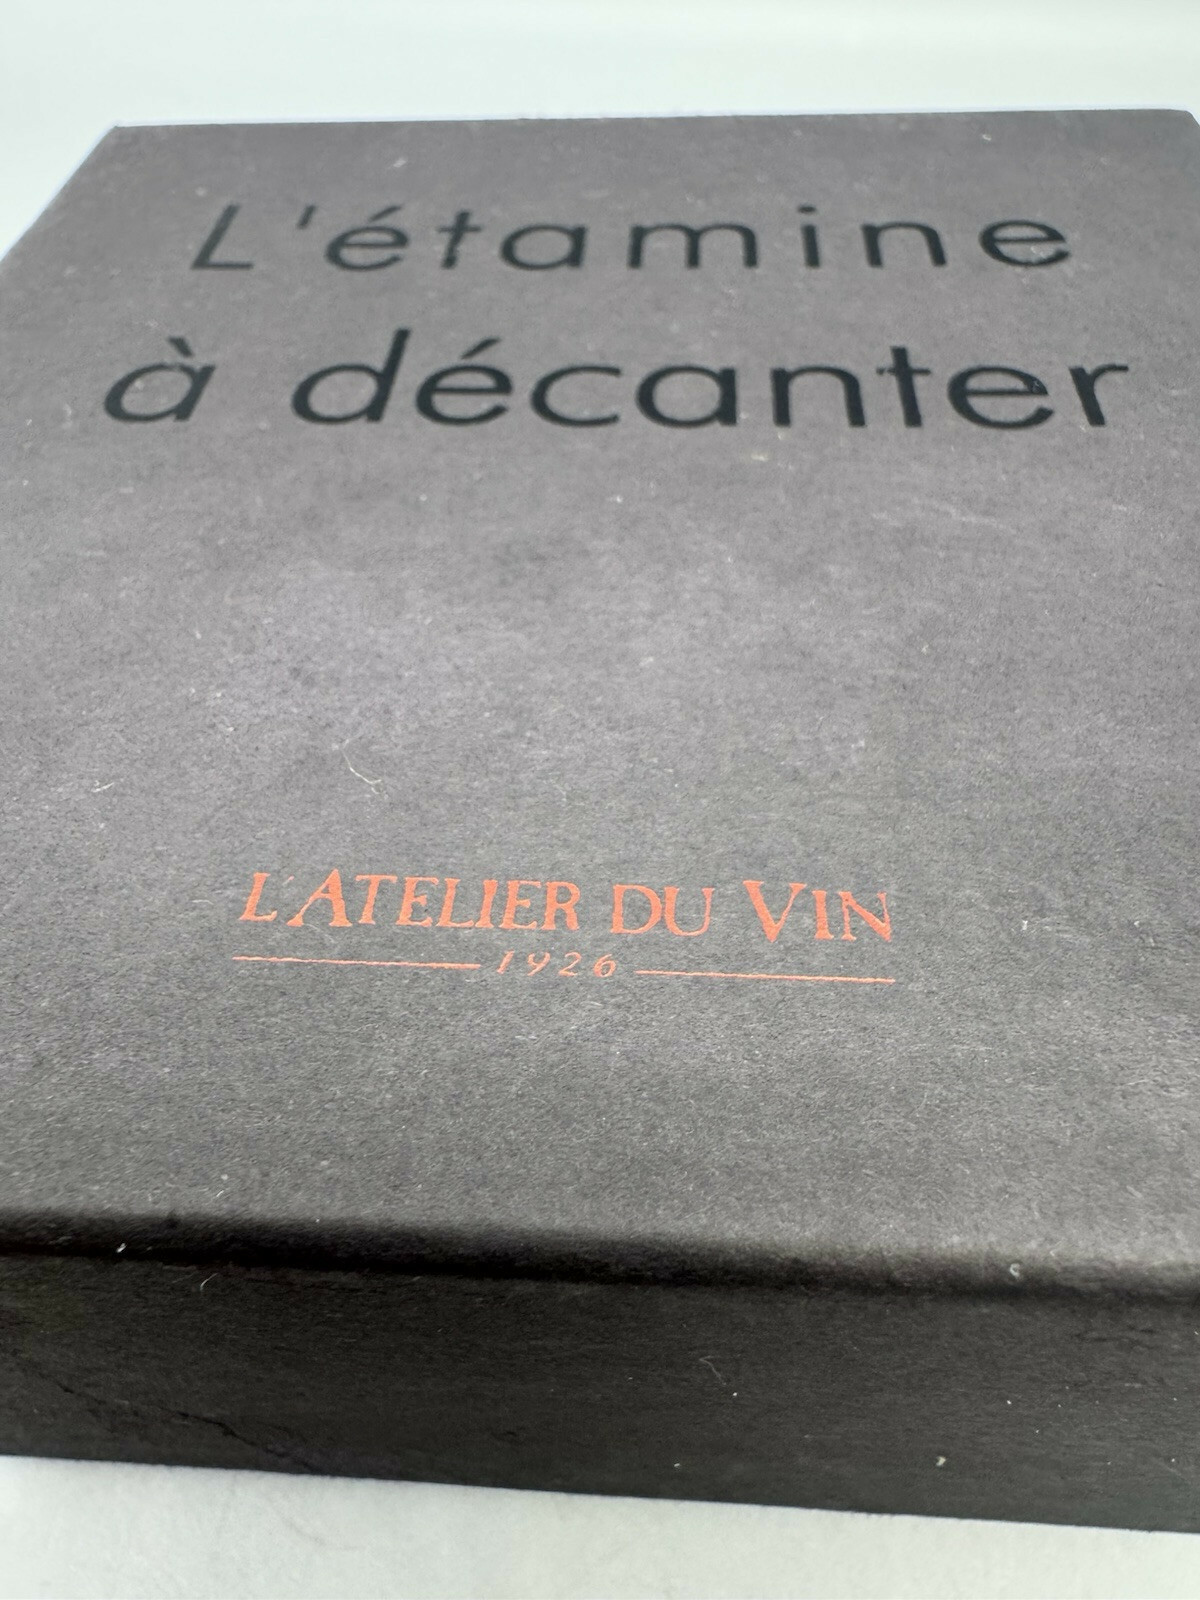 L'étamine
à décanter
L'ATELIER DU VIN
1926